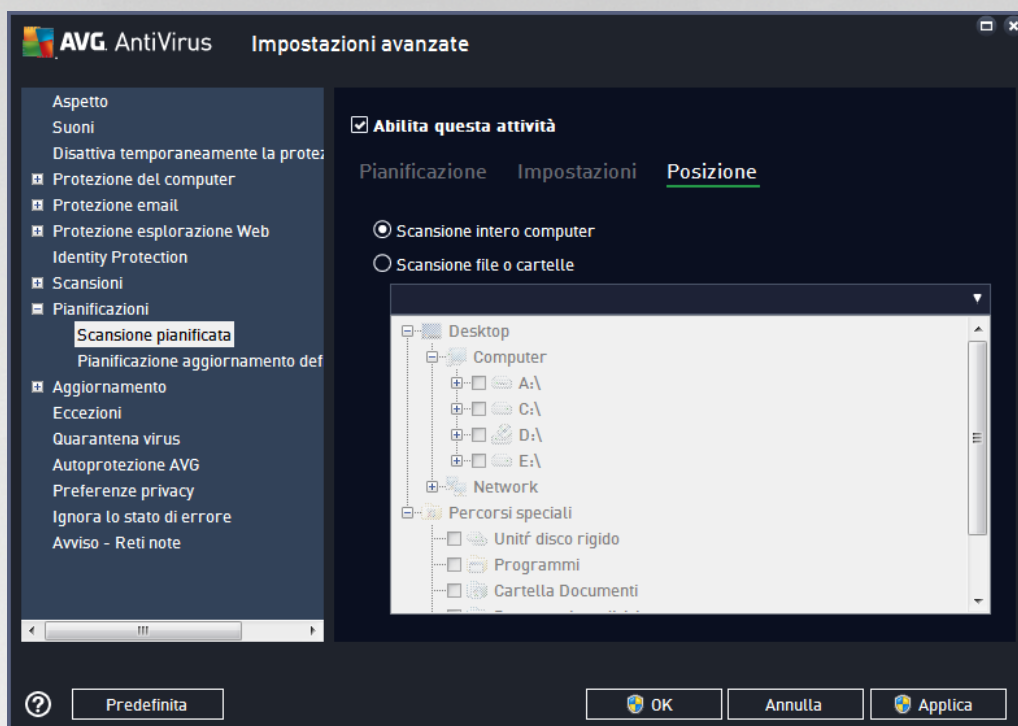 AVG. AntiVirus Impostazioni avanzate
Aspetto
Suoni
Disattiva temporaneamente la
Protezione del computer
Protezione email
Protezione esplorazione Web
Identity Protection
Scansioni
Pianificazioni
Scansione pianificata
Pianificazione aggiornamento
Aggiornamento
Eccezioni
Quarantena virus
Autoprotezione AVG
Preferenze privacy
Ignora lo stato di errore
Avviso - Reti note
Abilita questa attività
Pianificazione Impostazioni Posizione
Scansione intero computer
Scansione file o cartelle
Desktop
Computer
A:\
C:\
D:\
E:\
Network
Percorsi speciali
Unitŕ disco rigido
Programmi
Cartella Documenti
? Predefinita OK Annulla Applica